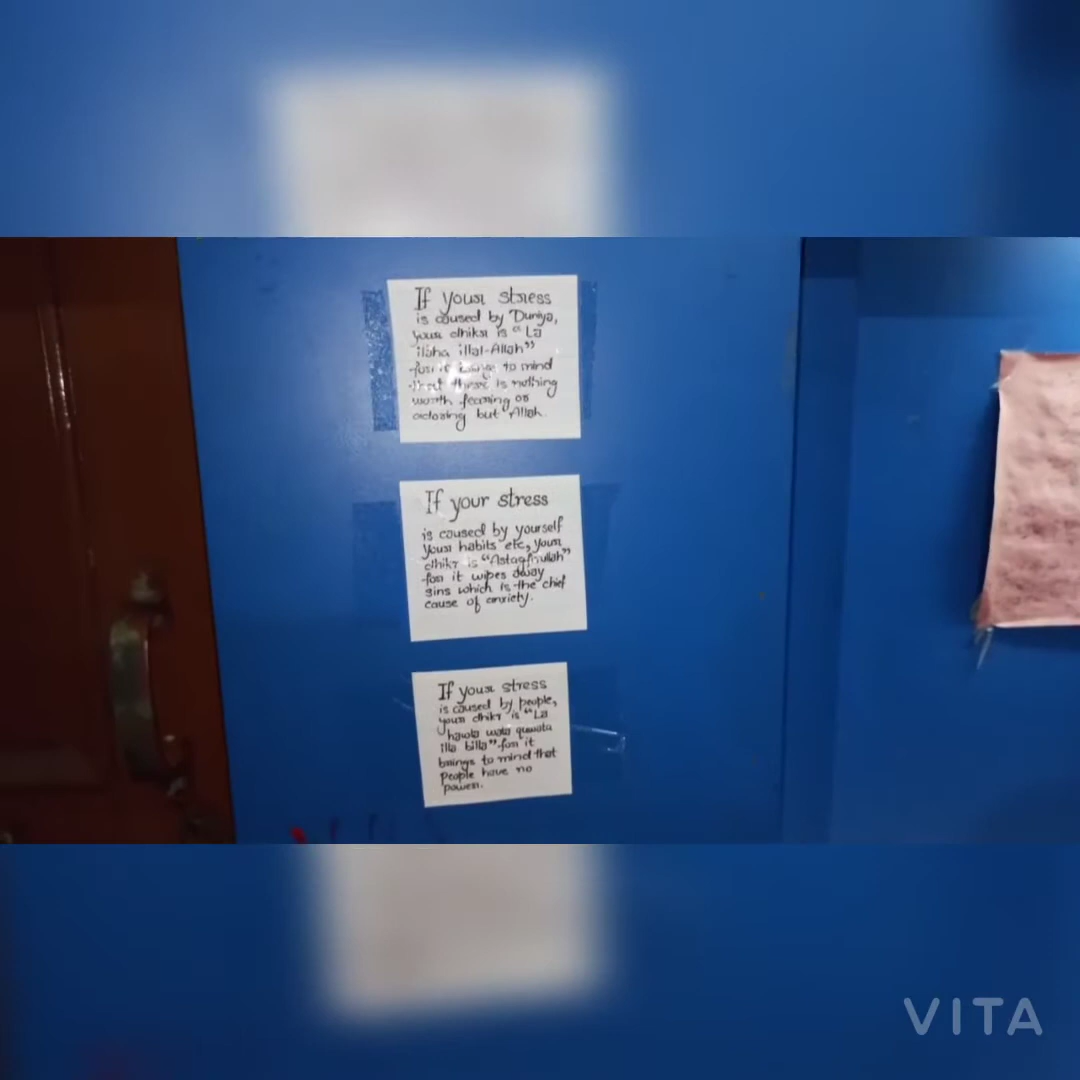 If your stress
is caused by Duniya,
your dhikr is "La
ilaha illal-Allah"
for it brings to mind
that there is nothing
worth fearing or
adoring but Allah.
If your stress
is caused by yourself
your habits etc, your
dhikr is "Astagfirullah"
for it wipes away
sins which is the chief
cause of anxiety.
If your stress
is caused by people,
your dhikr is "La
hawla wala quwata
illa billa" for it
brings to mind that
people have no
power.
VITA